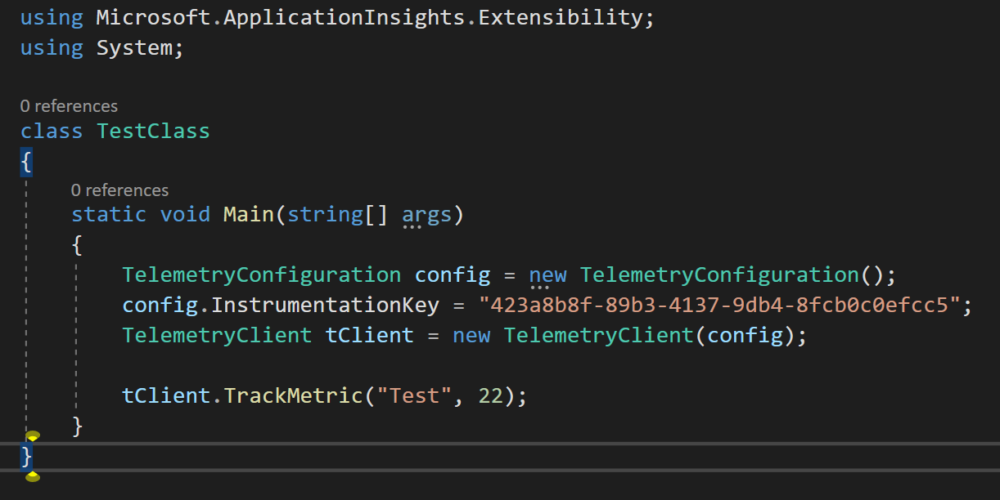 using Microsoft.ApplicationInsights.Extensibility;
using System;
0 references
class TestClass
{
0 references
static void Main(string[] args)
{
TelemetryConfiguration config = new TelemetryConfiguration();
config.InstrumentationKey = "423a8b8f-89b3-4137-9db4-8fcb0c0efcc5";
TelemetryClient tClient = new TelemetryClient(config);
tClient.TrackMetric("Test", 22);
}
}